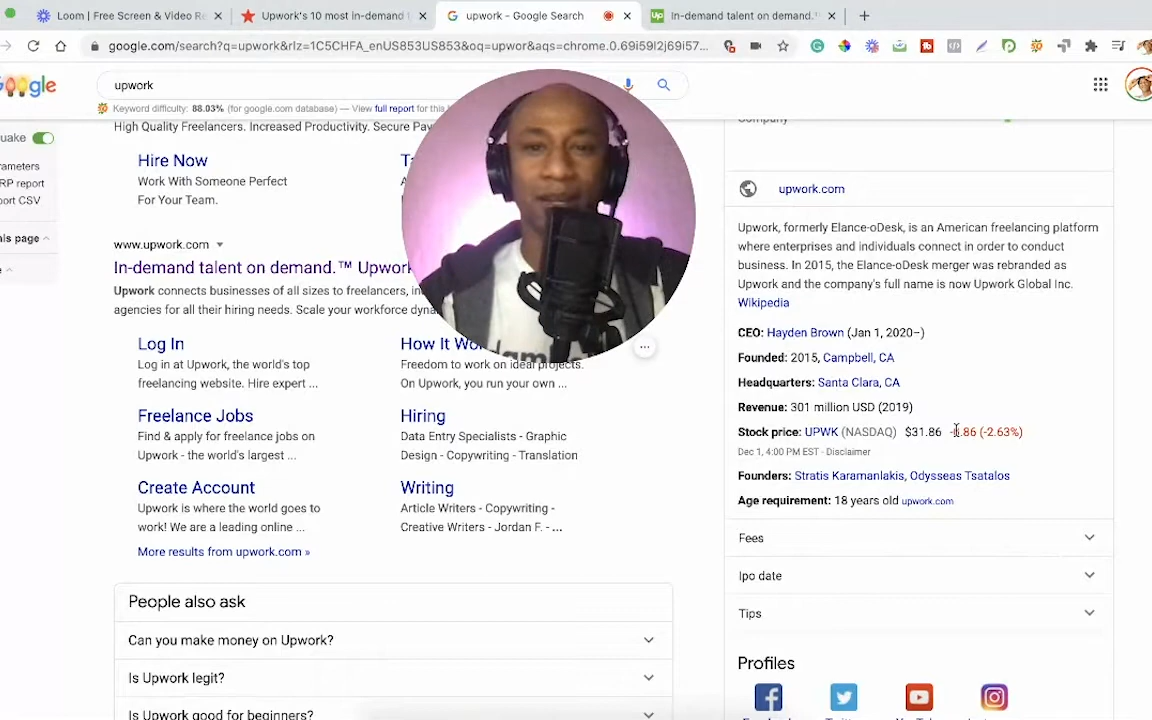 Loom | Free Screen & Video Re
Upwork's 10 most in-demand
upwork - Google Search
In-demand talent on demand.™
google.com/search?q=upwork&rlz=1C5CHFA_enUS853US853&oq=upwor&aqs=chrome.0.69i59l2j69i57...
upwork
Keyword difficulty: 88.03% (for google.com database) — View full report for this
High Quality Freelancers. Increased Productivity. Secure Pay
Hire Now
Work With Someone Perfect
For Your Team.
www.upwork.com
In-demand talent on demand.™ Upwork
Upwork connects businesses of all sizes to freelancers,
agencies for all their hiring needs. Scale your workforce
Log In
Log in at Upwork, the world's top
freelancing website. Hire expert ...
How It
Freedom to work on ideal projects.
On Upwork, you run your own ...
Freelance Jobs
Find & apply for freelance jobs on
Upwork - the world's largest ...
Hiring
Data Entry Specialists - Graphic
Design - Copywriting - Translation
Create Account
Upwork is where the world goes to
work! We are a leading online ...
Writing
Article Writers - Copywriting -
Creative Writers - Jordan F. - ...
More results from upwork.com »
People also ask
Can you make money on Upwork?
Is Upwork legit?
Is Upwork good for beginners?
Company
upwork.com
Upwork, formerly Elance-oDesk, is an American freelancing platform
where enterprises and individuals connect in order to conduct
business. In 2015, the Elance-oDesk merger was rebranded as
Upwork and the company's full name is now Upwork Global Inc.
Wikipedia
CEO: Hayden Brown (Jan 1, 2020–)
Founded: 2015, Campbell, CA
Headquarters: Santa Clara, CA
Revenue: 301 million USD (2019)
Stock price: UPWK (NASDAQ) $31.86 (-2.63%)
Dec 1, 4:00 PM EST - Disclaimer
Founders: Stratis Karamanlakis, Odysseas Tsatalos
Age requirement: 18 years old upwork.com
Fees
Ipo date
Tips
Profiles